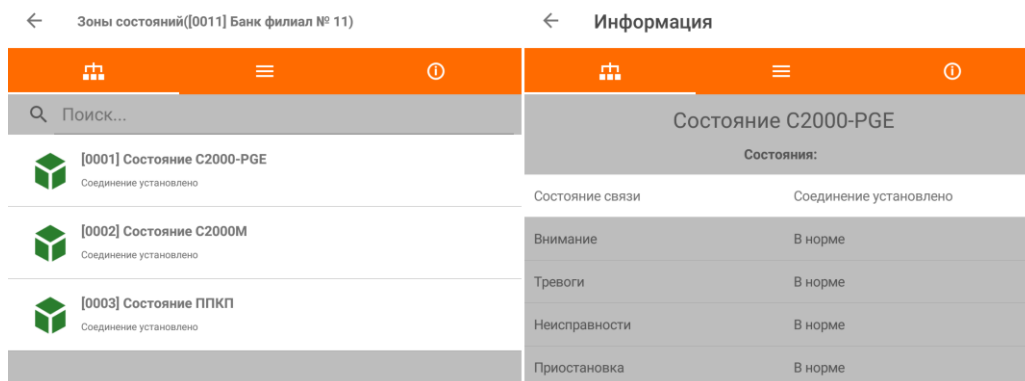 Зоны состояний([0011] Банк филиал № 11)
Поиск...
[0001] Состояние С2000-PGE
Соединение установлено
[0002] Состояние С2000М
Соединение установлено
[0003] Состояние ППКП
Соединение установлено
Информация
Состояние С2000-PGE
Состояния:
Состояние связи Соединение установлено
Внимание В норме
Тревоги В норме
Неисправности В норме
Приостановка В норме